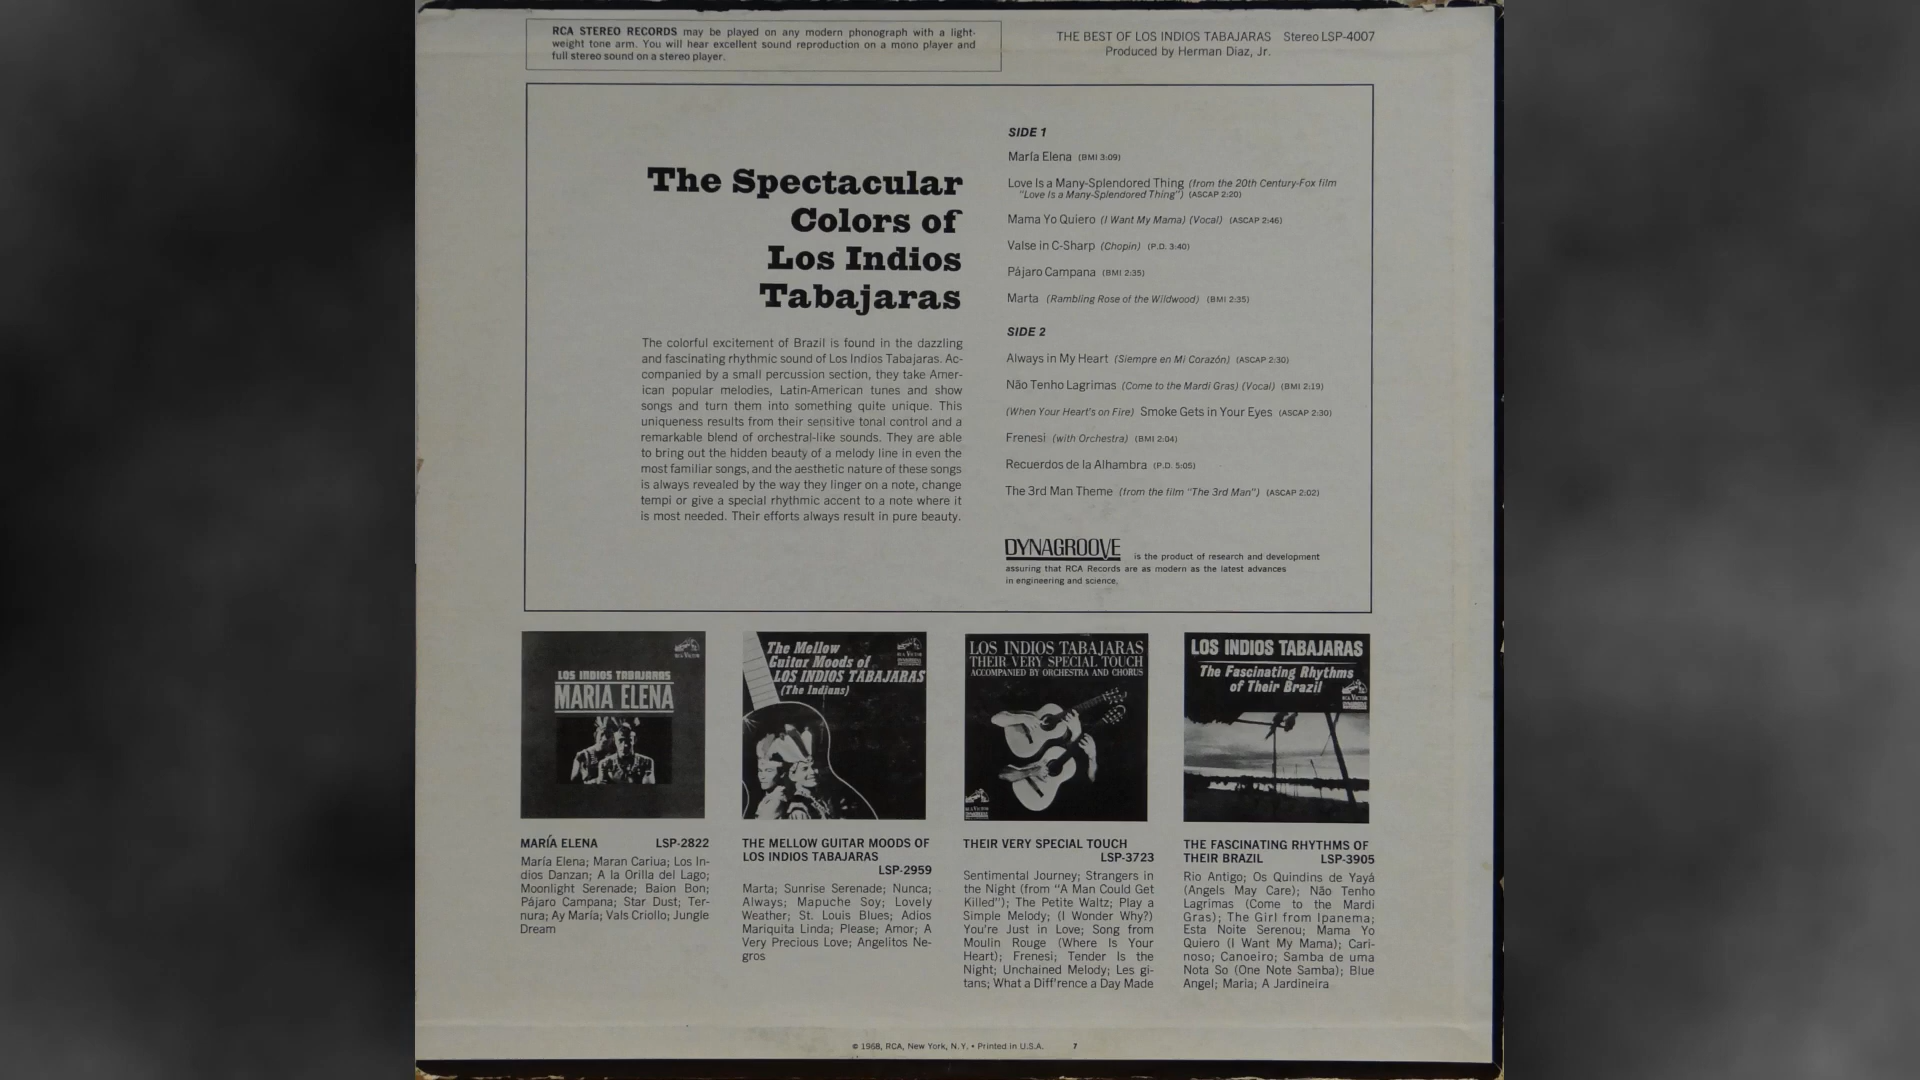 RCA STEREO RECORDS may be played on any modern phonograph with a light-
weight tone arm. You will hear excellent sound reproduction on a mono player and
full stereo sound on a stereo player.
THE BEST OF LOS INDIOS TABAJARAS Stereo LSP-4007
Produced by Herman Diaz, Jr.
The Spectacular
Colors of
Los Indios
Tabajaras
The colorful excitement of Brazil is found in the dazzling
and fascinating rhythmic sound of Los Indios Tabajaras. Ac-
companied by a small percussion section, they take Amer-
ican popular melodies, Latin-American tunes and show
songs and turn them into something quite unique. This
uniqueness results from their sensitive tonal control and a
remarkable blend of orchestral-like sounds. They are able
to bring out the hidden beauty of a melody line in even the
most familiar songs, and the aesthetic nature of these songs
is always revealed by the way they linger on a note, change
tempi or give a special rhythmic accent to a note where it
is most needed. Their efforts always result in pure beauty.
SIDE 1
María Elena (BMI 3:09)
Love Is a Many-Splendored Thing (from the 20th Century-Fox film
"Love Is a Many-Splendored Thing") (ASCAP 2:20)
Mama Yo Quiero (I Want My Mama) (Vocal) (ASCAP 2:46)
Valse in C-Sharp (Chopin) (P.D. 3:40)
Pájaro Campana (BMI 2:35)
Marta (Rambling Rose of the Wildwood) (BMI 2:35)
SIDE 2
Always in My Heart (Siempre en Mi Corazón) (ASCAP 2:30)
Não Tenho Lagrimas (Come to the Mardi Gras) (Vocal) (BMI 2:19)
(When Your Heart's on Fire) Smoke Gets in Your Eyes (ASCAP 2:30)
Frenesi (with Orchestra) (BMI 2:04)
Recuerdos de la Alhambra (P.D. 5:05)
The 3rd Man Theme (from the film "The 3rd Man") (ASCAP 2:02)
DYNAGROOVE is the product of research and development
assuring that RCA Records are as modern as the latest advances
in engineering and science.
LOS INDIOS TABAJARAS
MARIA ELENA
The Mellow
Guitar Moods of
LOS INDIOS TABAJARAS
(The Indians)
LOS INDIOS TABAJARAS
THEIR VERY SPECIAL TOUCH
ACCOMPANIED BY ORCHESTRA AND CHORUS
LOS INDIOS TABAJARAS
The Fascinating Rhythms
of Their Brazil
MARÍA ELENA LSP-2822
María Elena; Maran Cariua; Los In-
dios Danzan; A la Orilla del Lago;
Moonlight Serenade; Baion Bon;
Pájaro Campana; Star Dust; Ter-
nura; Ay María; Vals Criollo; Jungle
Dream
THE MELLOW GUITAR MOODS OF
LOS INDIOS TABAJARAS
LSP-2959
Marta; Sunrise Serenade; Nunca;
Always; Mapuche Soy; Lovely
Weather; St. Louis Blues; Adios
Mariquita Linda; Please; Amor; A
Very Precious Love; Angelitos Ne-
gros
THEIR VERY SPECIAL TOUCH
LSP-3723
Sentimental Journey; Strangers in
the Night (from "A Man Could Get
Killed"); The Petite Waltz; Play a
Simple Melody; (I Wonder Why?)
You're Just in Love; Song from
Moulin Rouge (Where Is Your
Heart); Frenesi; Tender Is the
Night; Unchained Melody; Les gi-
tans; What a Diff'rence a Day Made
THE FASCINATING RHYTHMS OF
THEIR BRAZIL LSP-3905
Rio Antigo; Os Quindins de Yayá
(Angels May Care); Não Tenho
Lagrimas (Come to the Mardi
Gras); The Girl from Ipanema;
Esta Noite Serenou; Mama Yo
Quiero (I Want My Mama); Cari-
noso; Canoeiro; Samba de uma
Nota So (One Note Samba); Blue
Angel; Maria; A Jardineira
© 1968, RCA, New York, N.Y. • Printed in U.S.A. 7